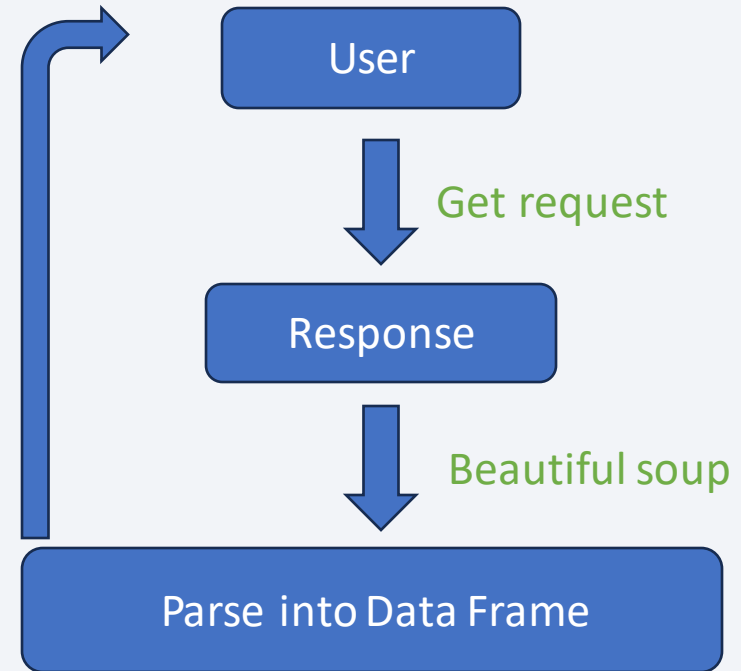 User
Get request
Response
Beautiful soup
Parse into Data Frame